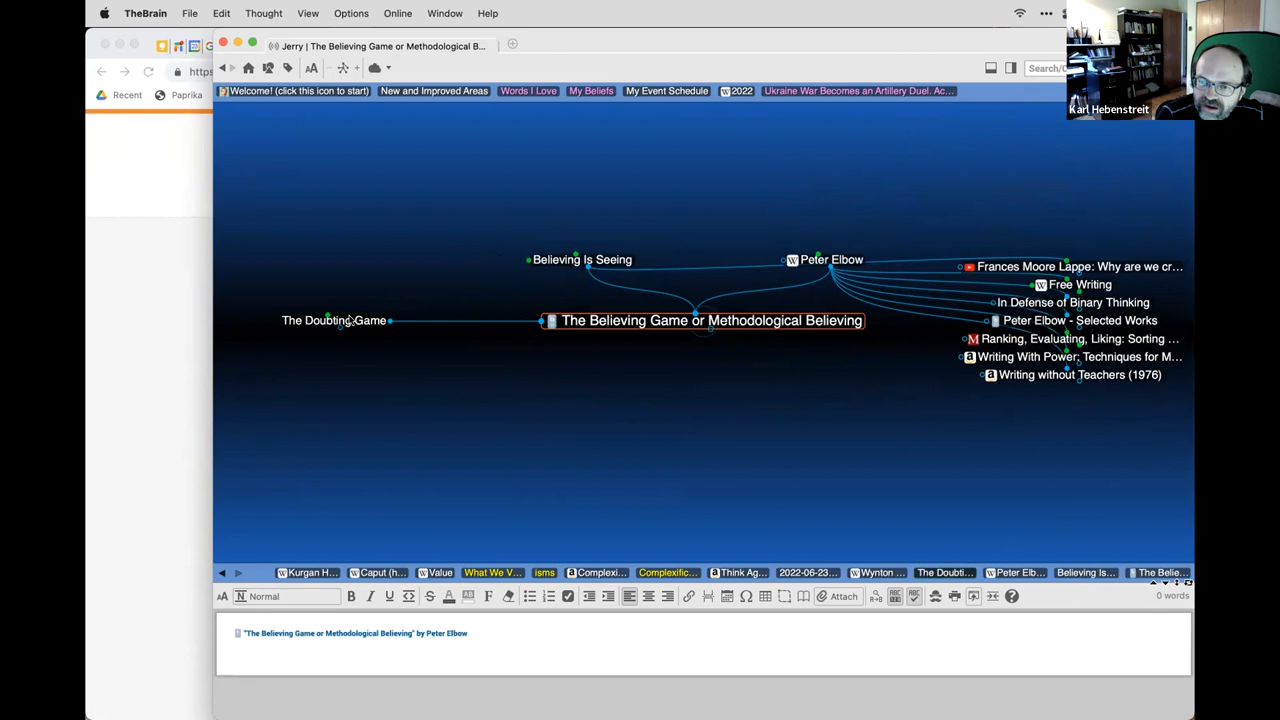 TheBrain File Edit Thought View Options Online Window Help
Jerry | The Believing Game or Methodological B...
https
Search/C
Recent Paprika
Welcome! (click this icon to start) New and Improved Areas Words I Love My Beliefs My Event Schedule 2022 Ukraine War Becomes an Artillery Duel. Ac...
Karl Hebenstreit
Believing Is Seeing
Peter Elbow
Frances Moore Lappe: Why are we cr...
Free Writing
In Defense of Binary Thinking
The Doubting Game
The Believing Game or Methodological Believing
Peter Elbow - Selected Works
Ranking, Evaluating, Liking: Sorting ...
Writing With Power: Techniques for M...
Writing without Teachers (1976)
Kurgan H... Caput (h... Value What We V... isms Complexi... Complexific... Think Ag... 2022-06-23... Wynton ... The Doubti... Peter Elb... Believing Is... The Belie...
Normal B I U S A F Attach 0 words
"The Believing Game or Methodological Believing" by Peter Elbow